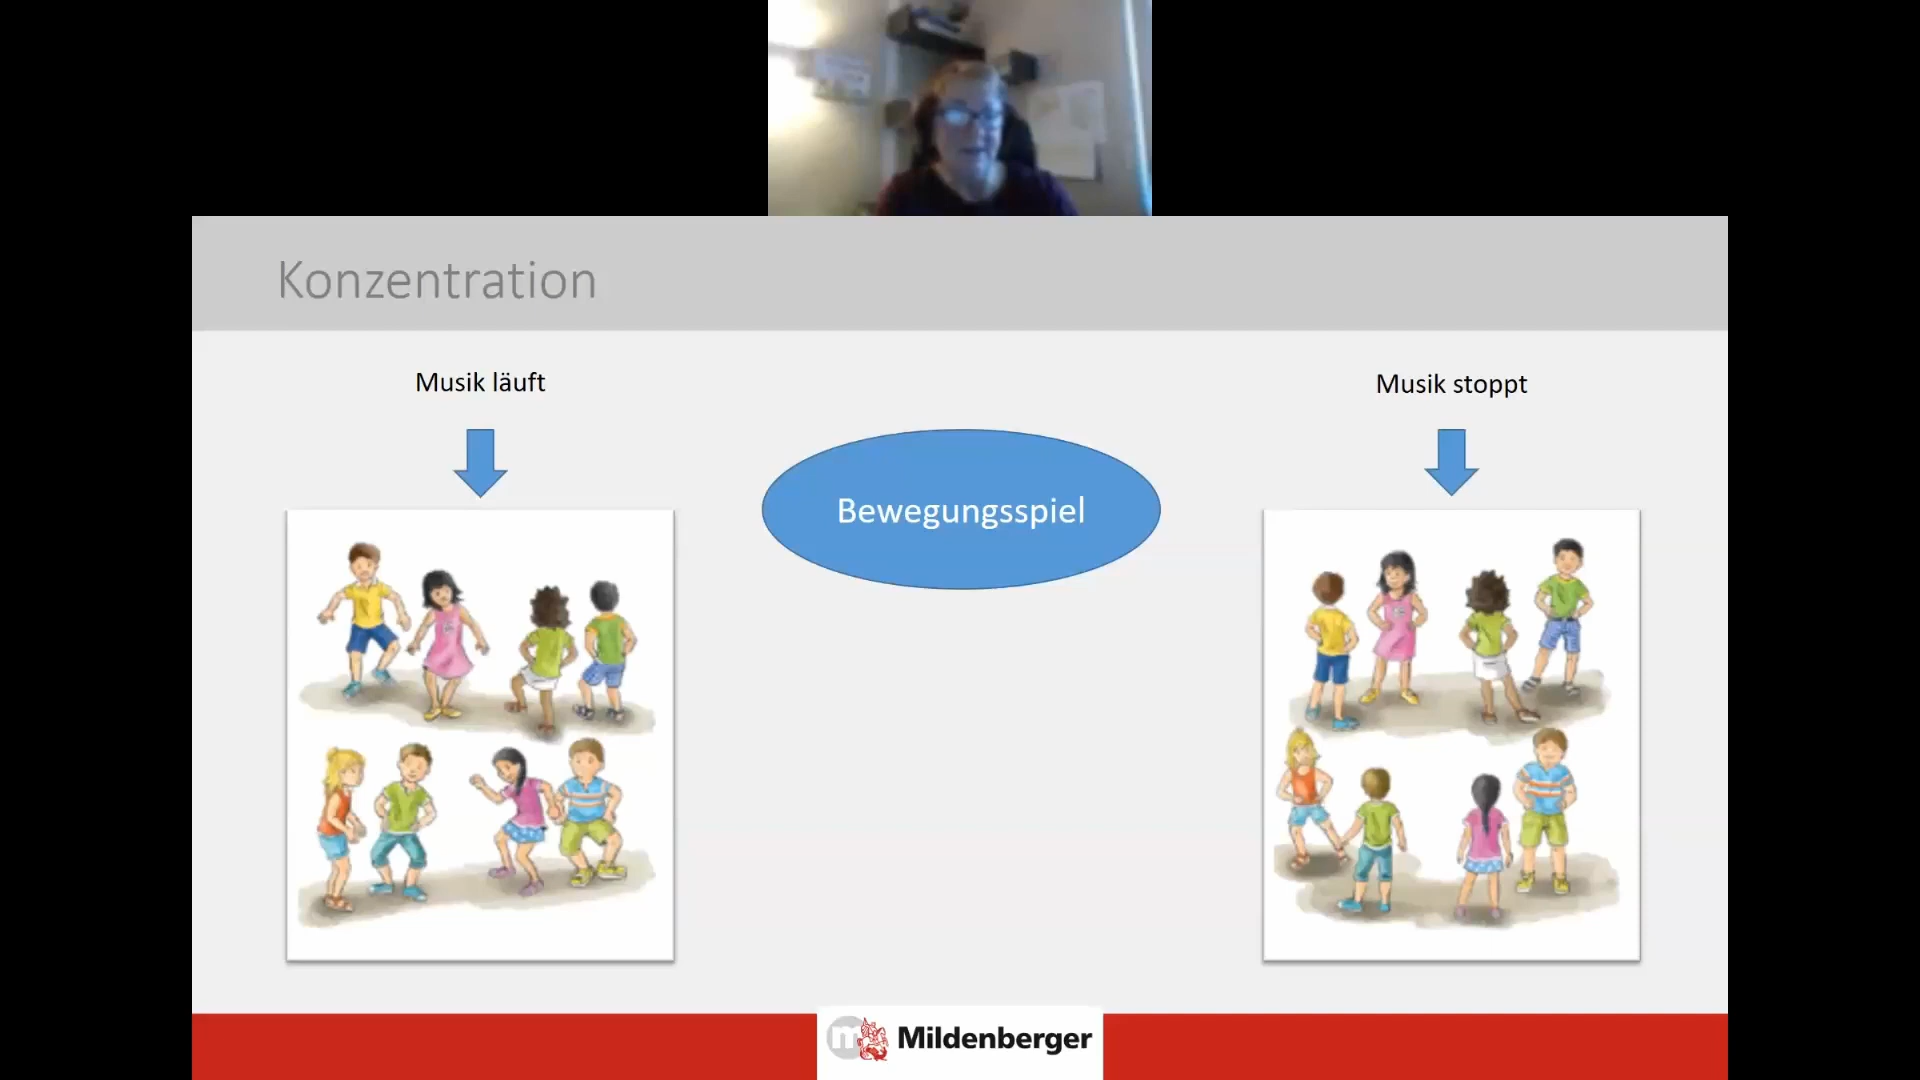 Konzentration
Musik läuft
Musik stoppt
Bewegungsspiel
Mildenberger